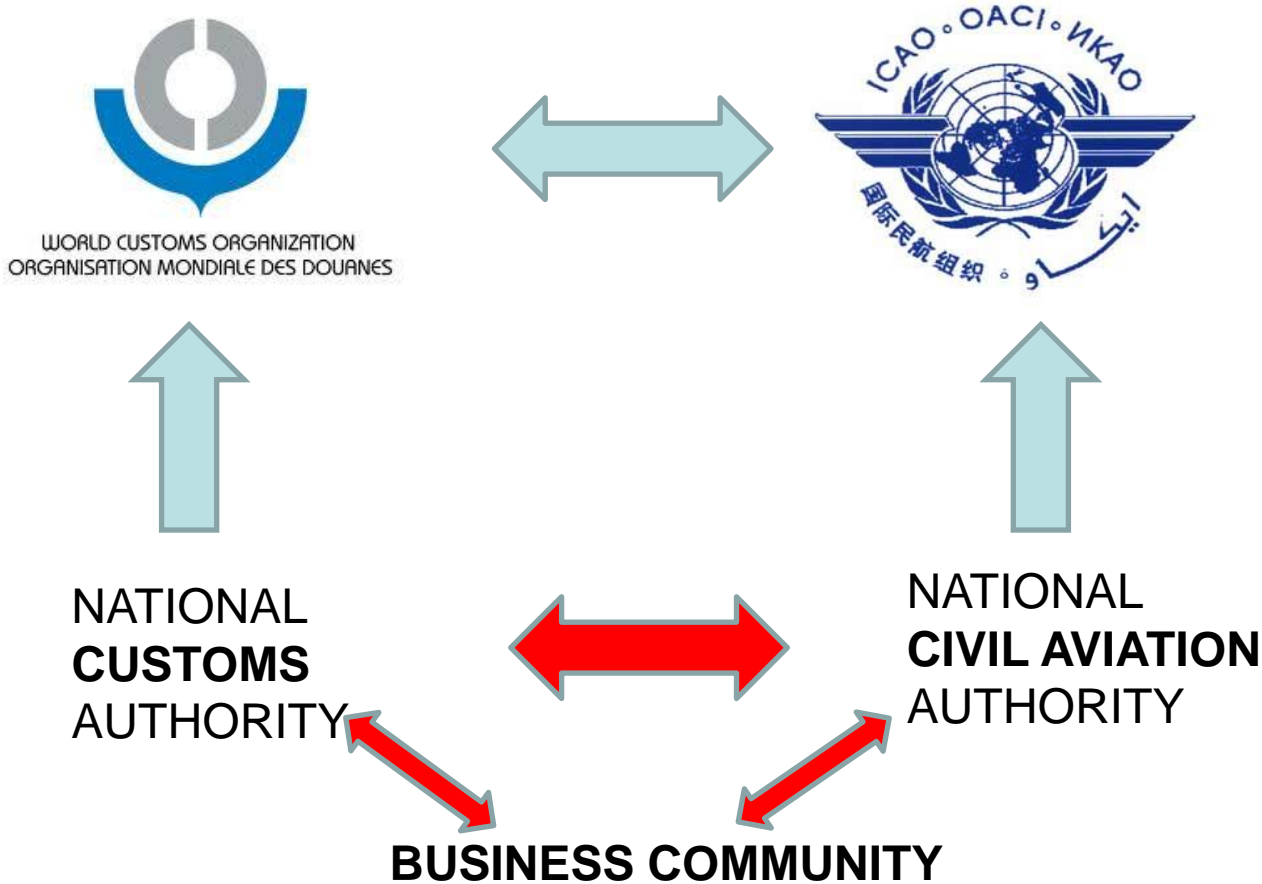 ICAO ◦ OACI ◦ ИКАО
国际民航组织 ◦ ايكاو
WORLD CUSTOMS ORGANIZATION
ORGANISATION MONDIALE DES DOUANES
NATIONAL
CUSTOMS
AUTHORITY
NATIONAL
CIVIL AVIATION
AUTHORITY
BUSINESS COMMUNITY